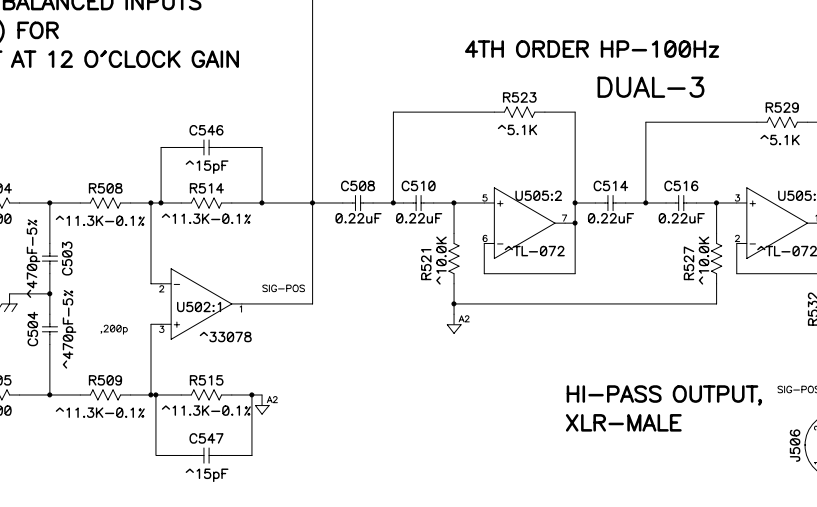 BALANCED INPUTS
) FOR
AT 12 O'CLOCK GAIN
4TH ORDER HP-100Hz
DUAL-3
R523
^5.1K
R529
^5.1K
C546
^15pF
04
00
R508
^11.3K-0.1%
R514
^11.3K-0.1%
C508
0.22uF
C510
0.22uF
5
+
6
-
U505:2
7
^TL-072
C514
0.22uF
C516
0.22uF
3
+
2
-
U505:
1
^TL-072
^470pF-5%
C503
R521
^10.0K
R527
^10.0K
2
-
3
+
U502:1
1
^33078
SIG-POS
C504
^470pF-5%
,200p
A2
R532
05
00
R509
^11.3K-0.1%
R515
^11.3K-0.1%
A2
C547
^15pF
HI-PASS OUTPUT,
XLR-MALE
SIG-POS
J506